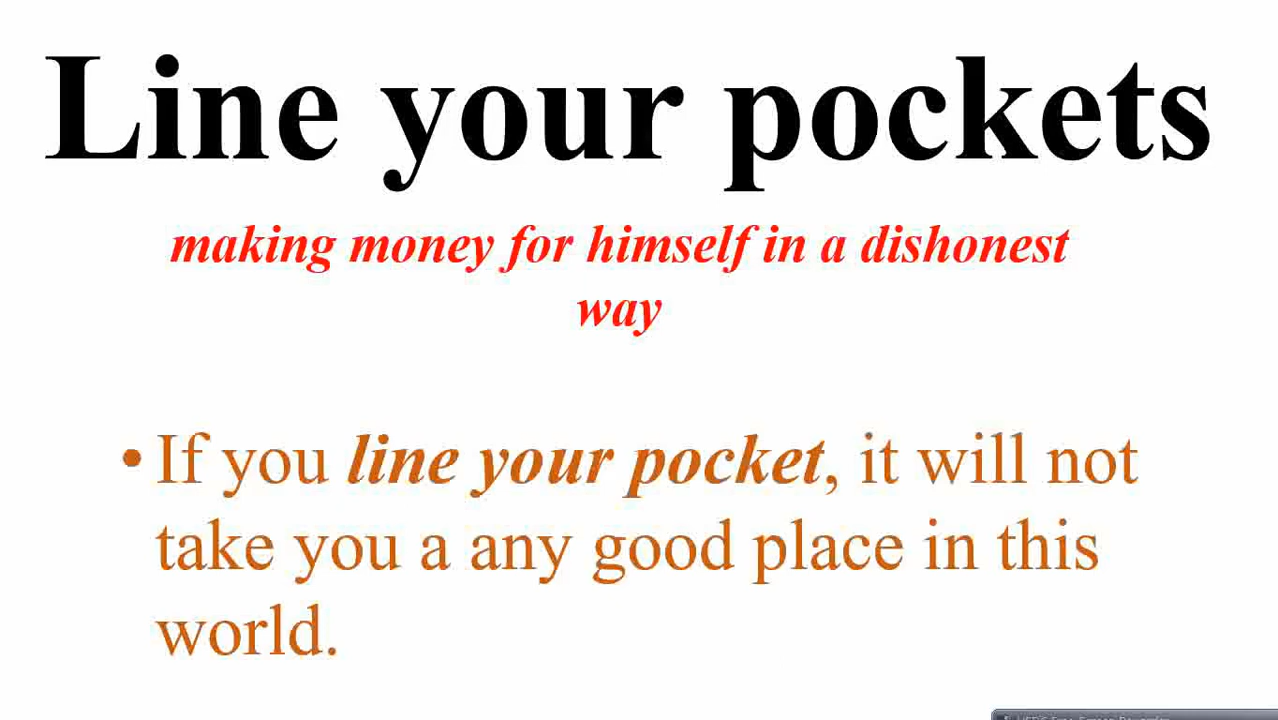 Line your pockets
making money for himself in a dishonest
way
• If you line your pocket, it will not
take you a any good place in this
world.